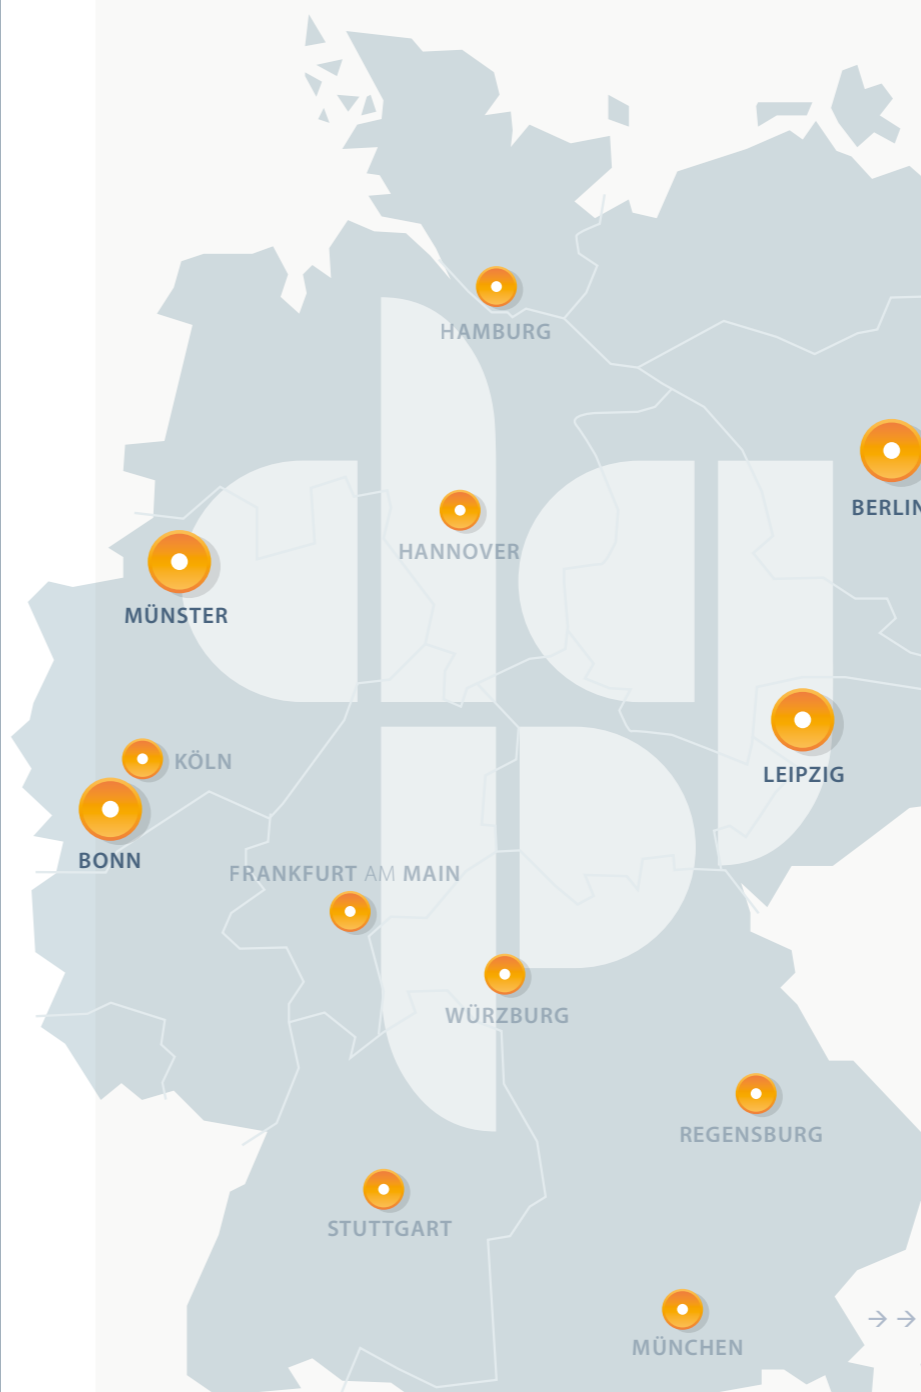 HAMBURG
BERLIN
HANNOVER
MÜNSTER
KÖLN
LEIPZIG
BONN
FRANKFURT AM MAIN
WÜRZBURG
REGENSBURG
STUTTGART
MÜNCHEN